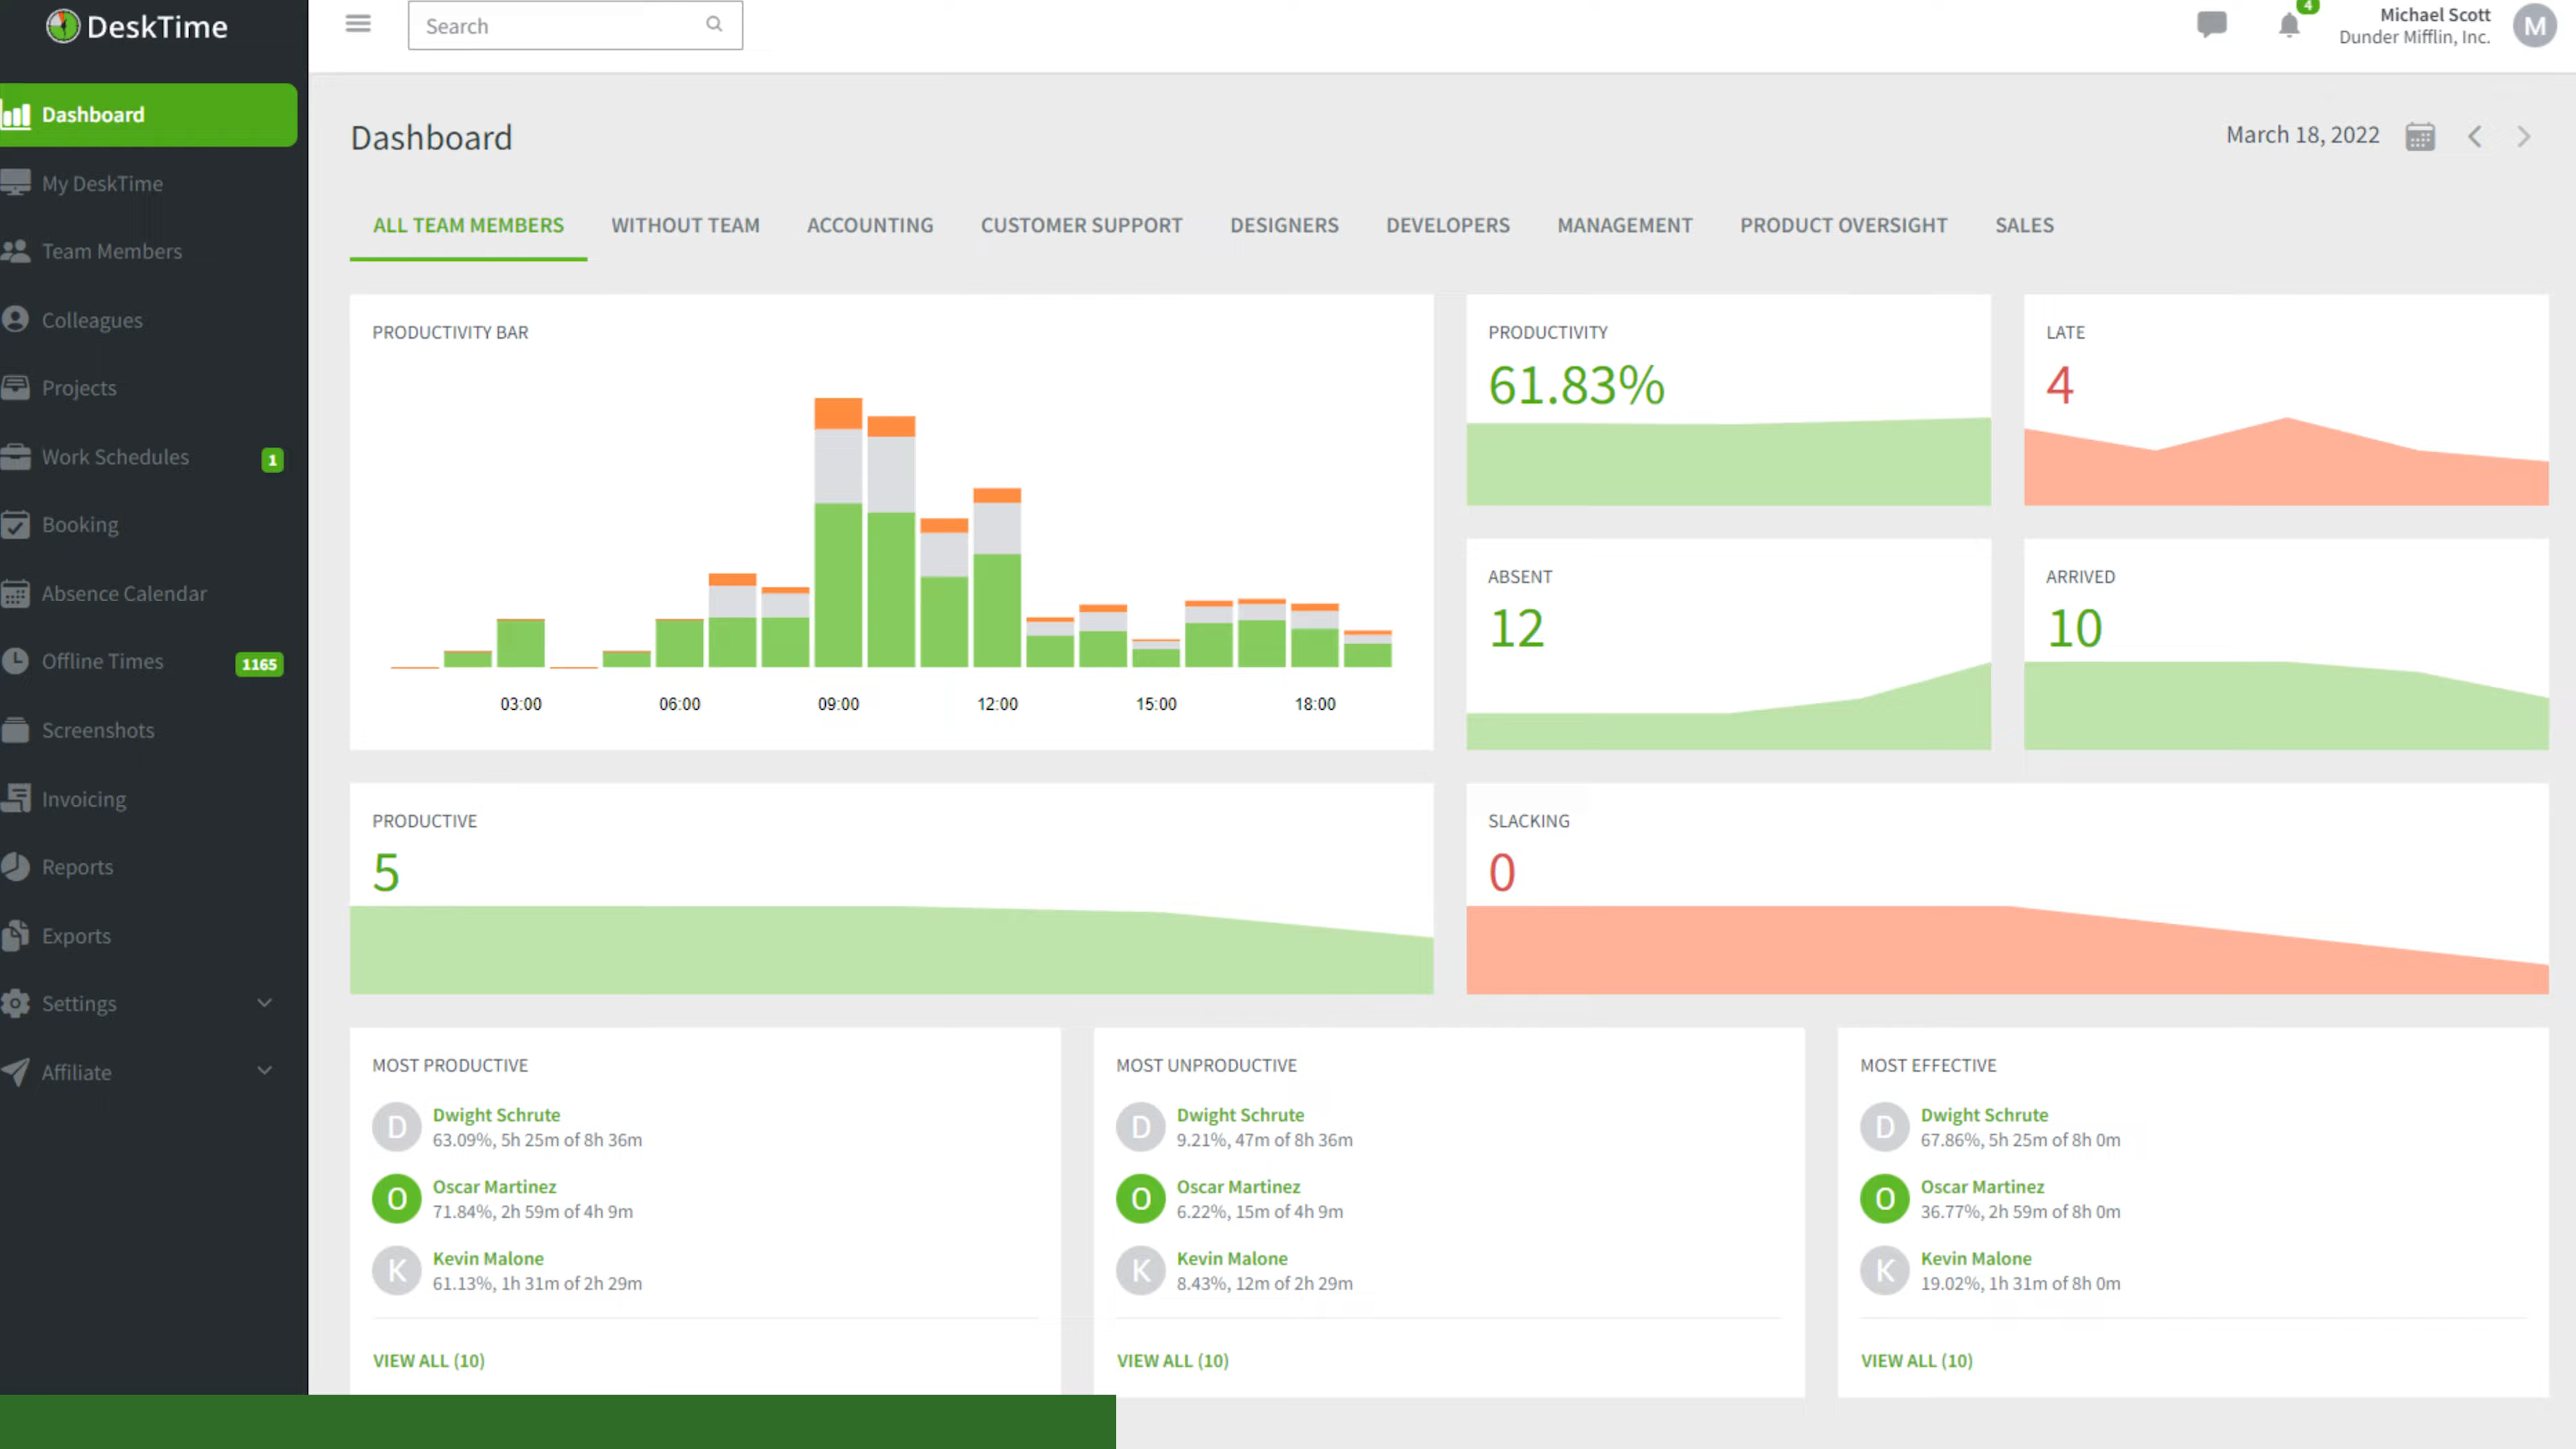 DeskTime
Search
4
Michael Scott
Dunder Mifflin, Inc.
M
Dashboard
My DeskTime
Team Members
Colleagues
Projects
Work Schedules 1
Booking
Absence Calendar
Offline Times 1165
Screenshots
Invoicing
Reports
Exports
Settings
Affiliate
Dashboard
March 18, 2022
ALL TEAM MEMBERS WITHOUT TEAM ACCOUNTING CUSTOMER SUPPORT DESIGNERS DEVELOPERS MANAGEMENT PRODUCT OVERSIGHT SALES
PRODUCTIVITY BAR
03:00 06:00 09:00 12:00 15:00 18:00
PRODUCTIVITY
61.83%
LATE
4
ABSENT
12
ARRIVED
10
PRODUCTIVE
5
SLACKING
0
MOST PRODUCTIVE
D
Dwight Schrute
63.09%, 5h 25m of 8h 36m
O
Oscar Martinez
71.84%, 2h 59m of 4h 9m
K
Kevin Malone
61.13%, 1h 31m of 2h 29m
VIEW ALL (10)
MOST UNPRODUCTIVE
D
Dwight Schrute
9.21%, 47m of 8h 36m
O
Oscar Martinez
6.22%, 15m of 4h 9m
K
Kevin Malone
8.43%, 12m of 2h 29m
VIEW ALL (10)
MOST EFFECTIVE
D
Dwight Schrute
67.86%, 5h 25m of 8h 0m
O
Oscar Martinez
36.77%, 2h 59m of 8h 0m
K
Kevin Malone
19.02%, 1h 31m of 8h 0m
VIEW ALL (10)